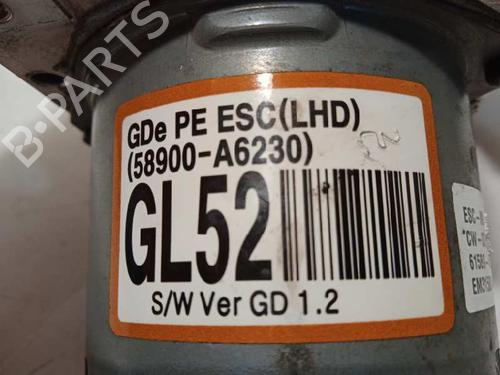 B-PARTS
GDe PE ESC(LHD)
(58900-A6230)
GL52
S/W Ver GD 1.2